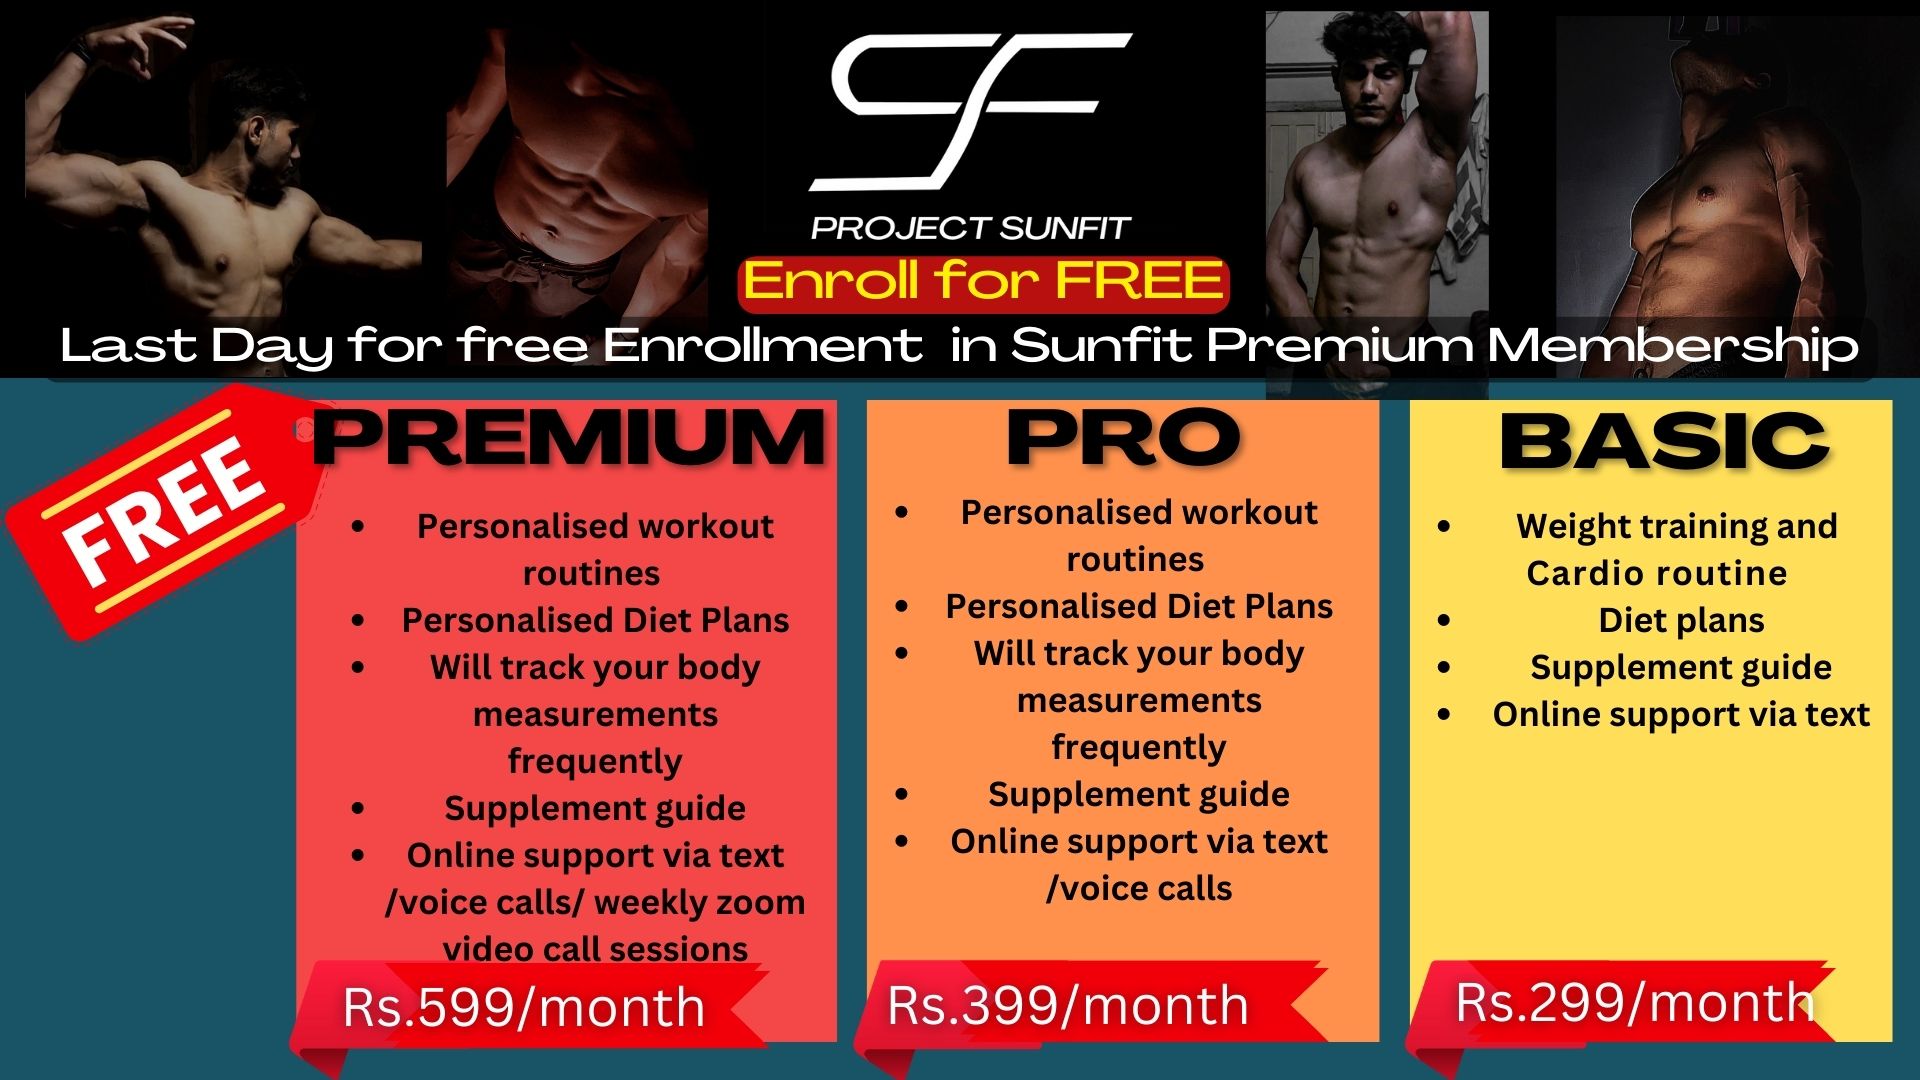 SF
PROJECT SUNFIT
Enroll for FREE
Last Day for free Enrollment in Sunfit Premium Membership
FREE
PREMIUM
• Personalised workout
routines
• Personalised Diet Plans
• Will track your body
measurements
frequently
• Supplement guide
• Online support via text
/voice calls/ weekly zoom
video call sessions
Rs.599/month
PRO
• Personalised workout
routines
• Personalised Diet Plans
• Will track your body
measurements
frequently
• Supplement guide
• Online support via text
/voice calls
Rs.399/month
BASIC
• Weight training and
Cardio routine
• Diet plans
• Supplement guide
• Online support via text
Rs.299/month